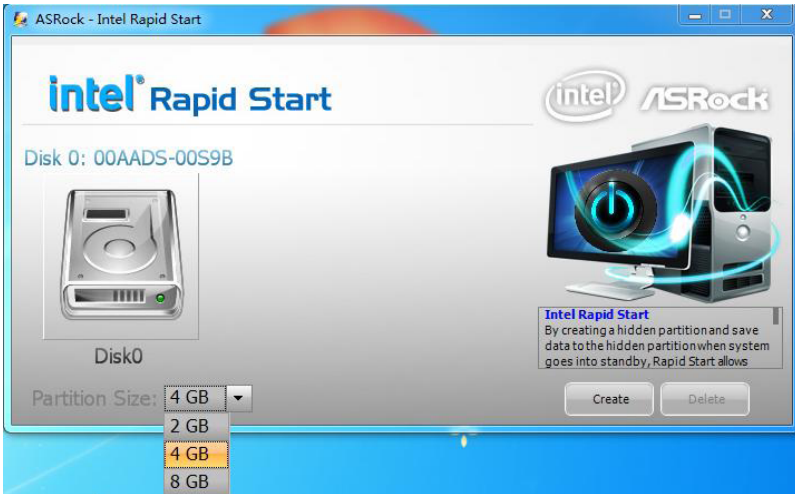 ASRock - Intel Rapid Start
intel® Rapid Start
intel ASRock
Disk 0: 00AADS-00S9B
Disk0
Intel Rapid Start
By creating a hidden partition and save
data to the hidden partition when system
goes into standby, Rapid Start allows
Partition Size: 4 GB
2 GB
4 GB
8 GB
Create
Delete